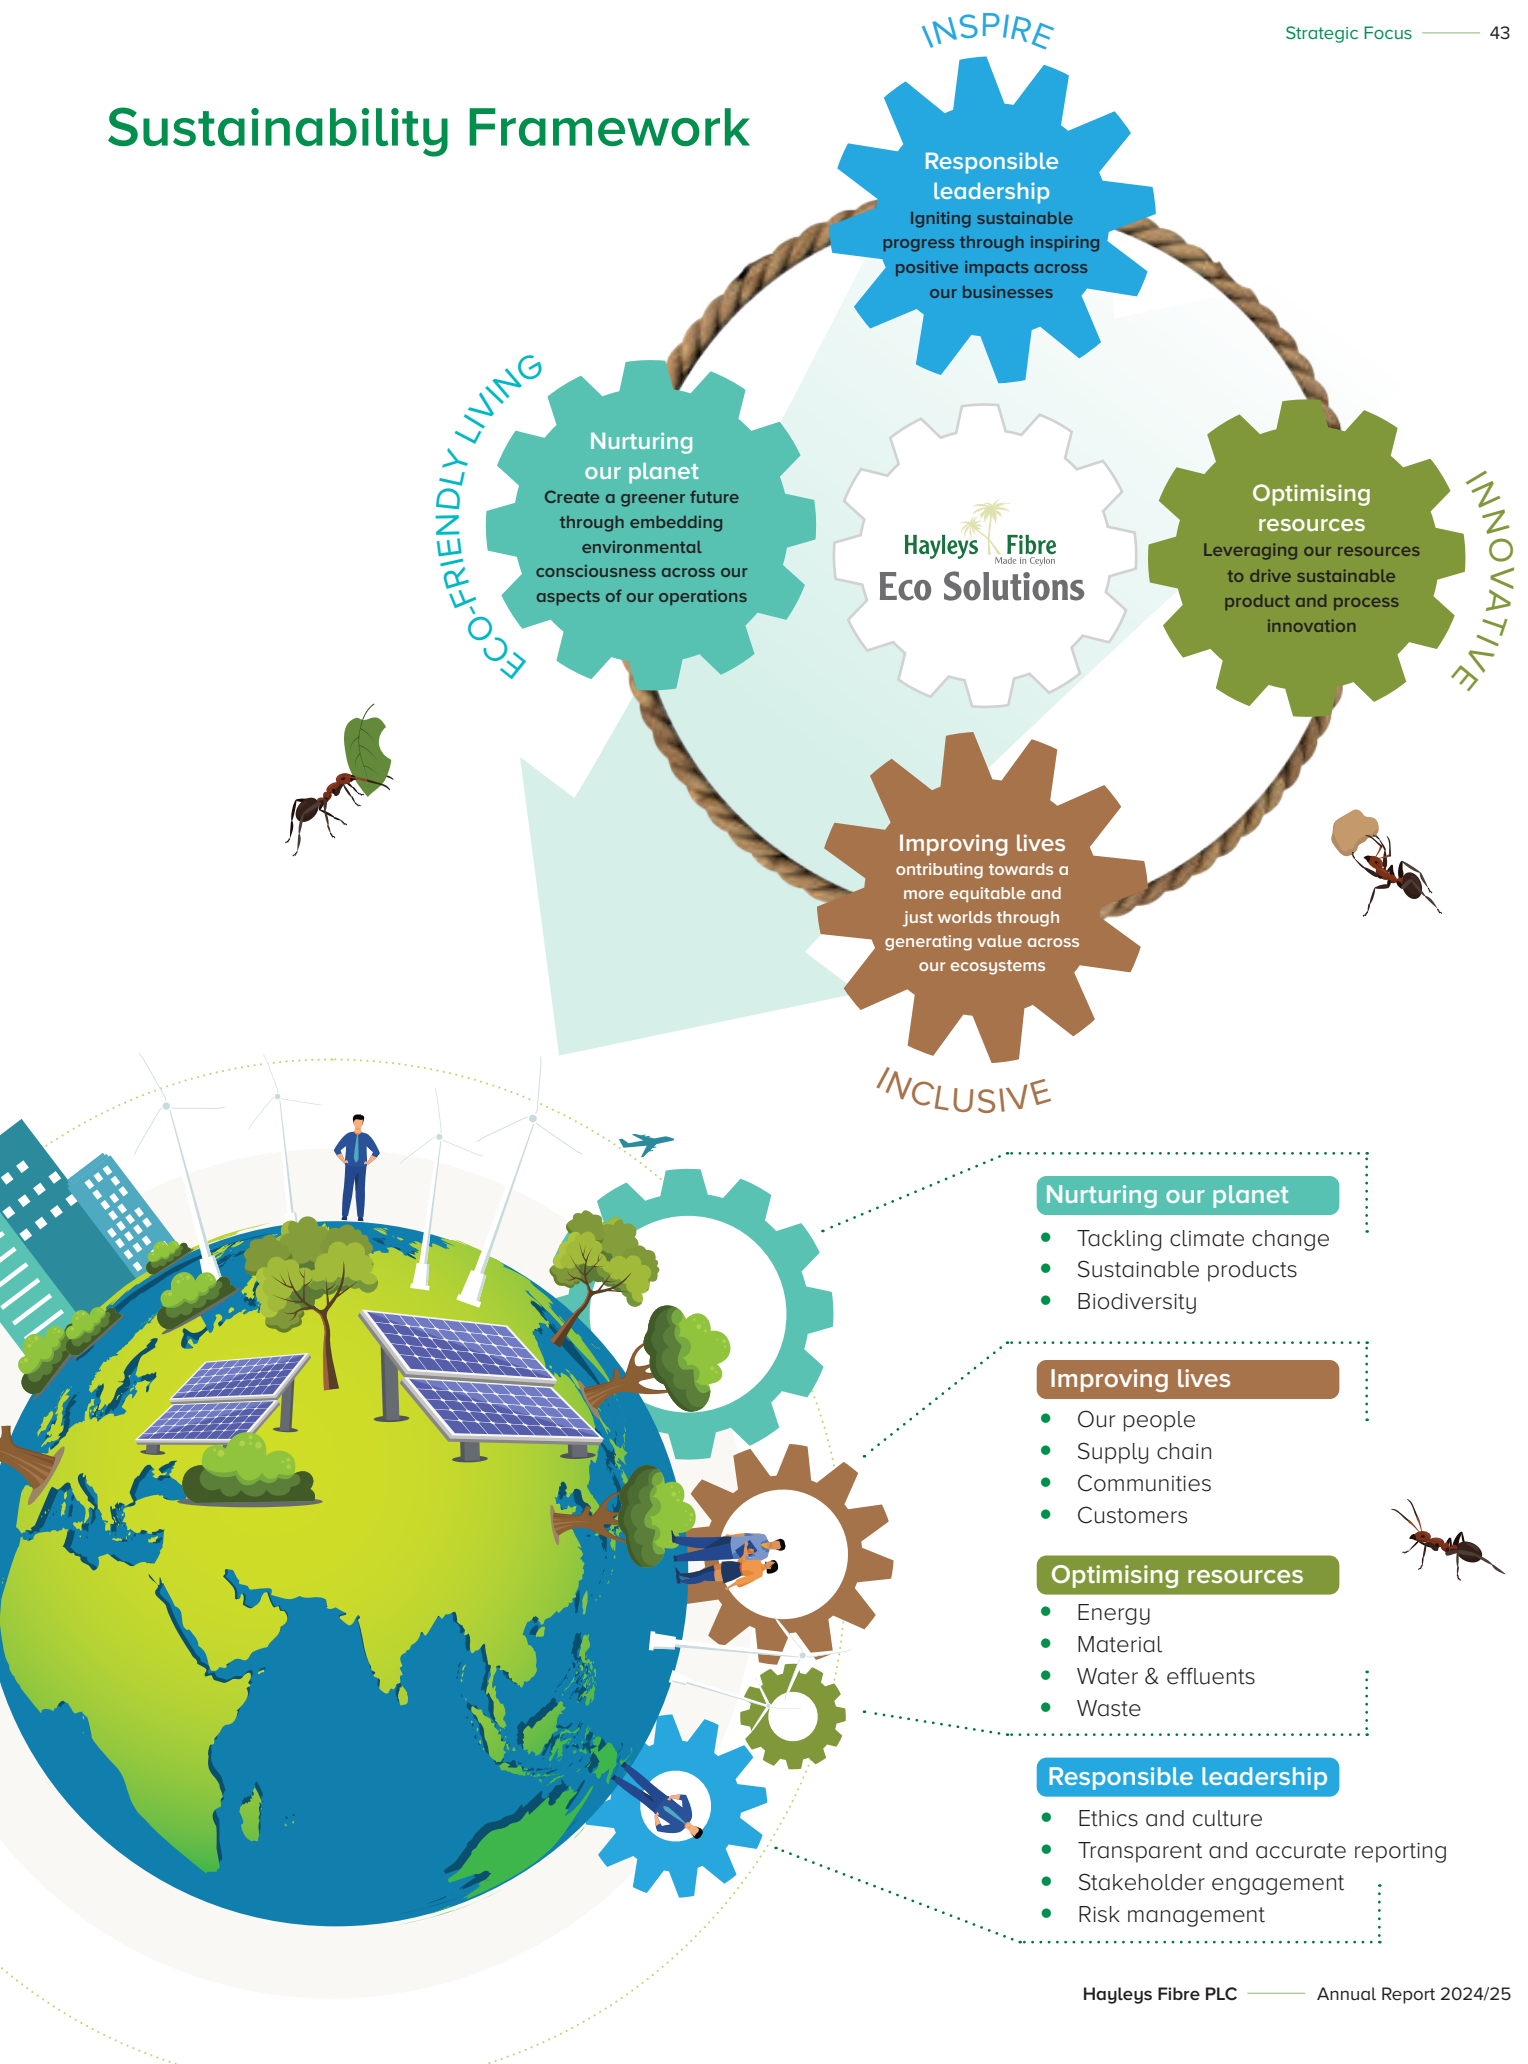 Strategic Focus 43
Sustainability Framework
INSPIRE
Responsible
leadership
Igniting sustainable
progress through inspiring
positive impacts across
our businesses
ECO-FRIENDLY LIVING
Nurturing
our planet
Create a greener future
through embedding
environmental
consciousness across our
aspects of our operations
Hayleys Fibre
Made in Ceylon
Eco Solutions
Optimising
resources
Leveraging our resources
to drive sustainable
product and process
innovation
INNOVATIVE
Improving lives
ontributing towards a
more equitable and
just worlds through
generating value across
our ecosystems
INCLUSIVE
Nurturing our planet
• Tackling climate change
• Sustainable products
• Biodiversity
Improving lives
• Our people
• Supply chain
• Communities
• Customers
Optimising resources
• Energy
• Material
• Water & effluents
• Waste
Responsible leadership
• Ethics and culture
• Transparent and accurate reporting
• Stakeholder engagement
• Risk management
Hayleys Fibre PLC Annual Report 2024/25